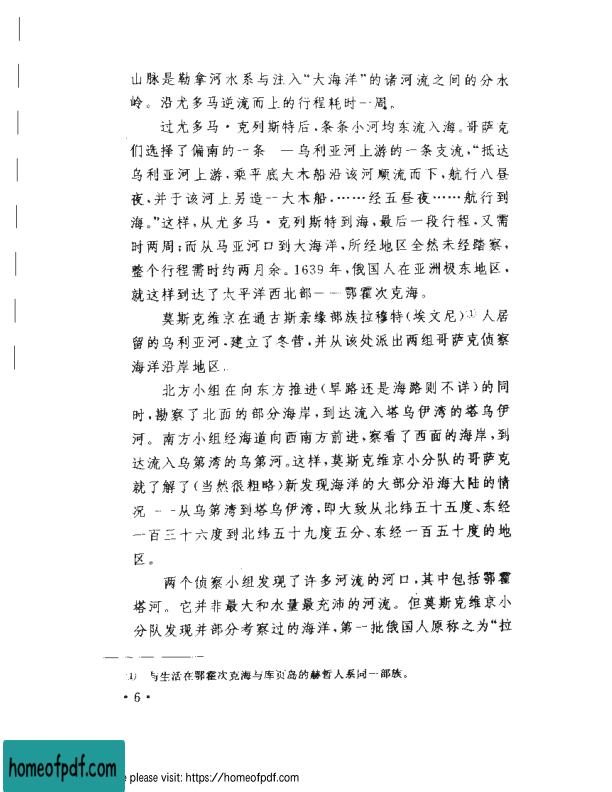 山脉是勒拿河水系与注入“大海洋”的诸河流之间的分水
岭。沿尤多马逆流而上的行程耗时一周。
过尤多马·克列斯特后,条条小河均东流入海。哥萨克
们选择了偏南的一条——乌利亚河上游的一条支流,“抵达
乌利亚河上游,乘平底大木船沿该河顺流而下,航行八昼
夜,并于该河上另造一大木船,……经五昼夜……航行到
海。”这样,从尤多马·克列斯特到海,最后一段行程,又需
时两周;而从马亚河口到大海洋,所经地区全然未经踏察,
整个行程需时约两月余。1639年,俄国人在亚洲极东地区,
就这样到达了太平洋西北部——鄂霍次克海。
莫斯克维京在通古斯亲缘部族拉穆特(埃文尼)①人居
留的乌利亚河,建立了冬营,并从该处派出两组哥萨克侦察
海洋沿岸地区。
北方小组在向东方推进(旱路还是海路则不详)的同
时,勘察了北面的部分海岸,到达流入塔乌伊湾的塔乌伊
河。南方小组经海道向西南方前进,察看了西面的海岸,到
达流入乌第湾的乌第河。这样,莫斯克维京小分队的哥萨克
就了解了(当然很粗略)新发现海洋的大部分沿海大陆的情
况——从乌第湾到塔乌伊湾,即大致从北纬五十五度、东经
一百三十六度到北纬五十九度五分、东经一百五十度的地
区。
两个侦察小组发现了许多河流的河口,其中包括鄂霍
塔河。它并非最大和水量最充沛的河流。但莫斯克维京小
分队发现并部分考察过的海洋,第一批俄国人原称之为“拉
① 与生活在鄂霍次克海与库页岛的赫哲人系同一部族。
·6·
homeofpdf.com
e please visit: https://homeofpdf.com